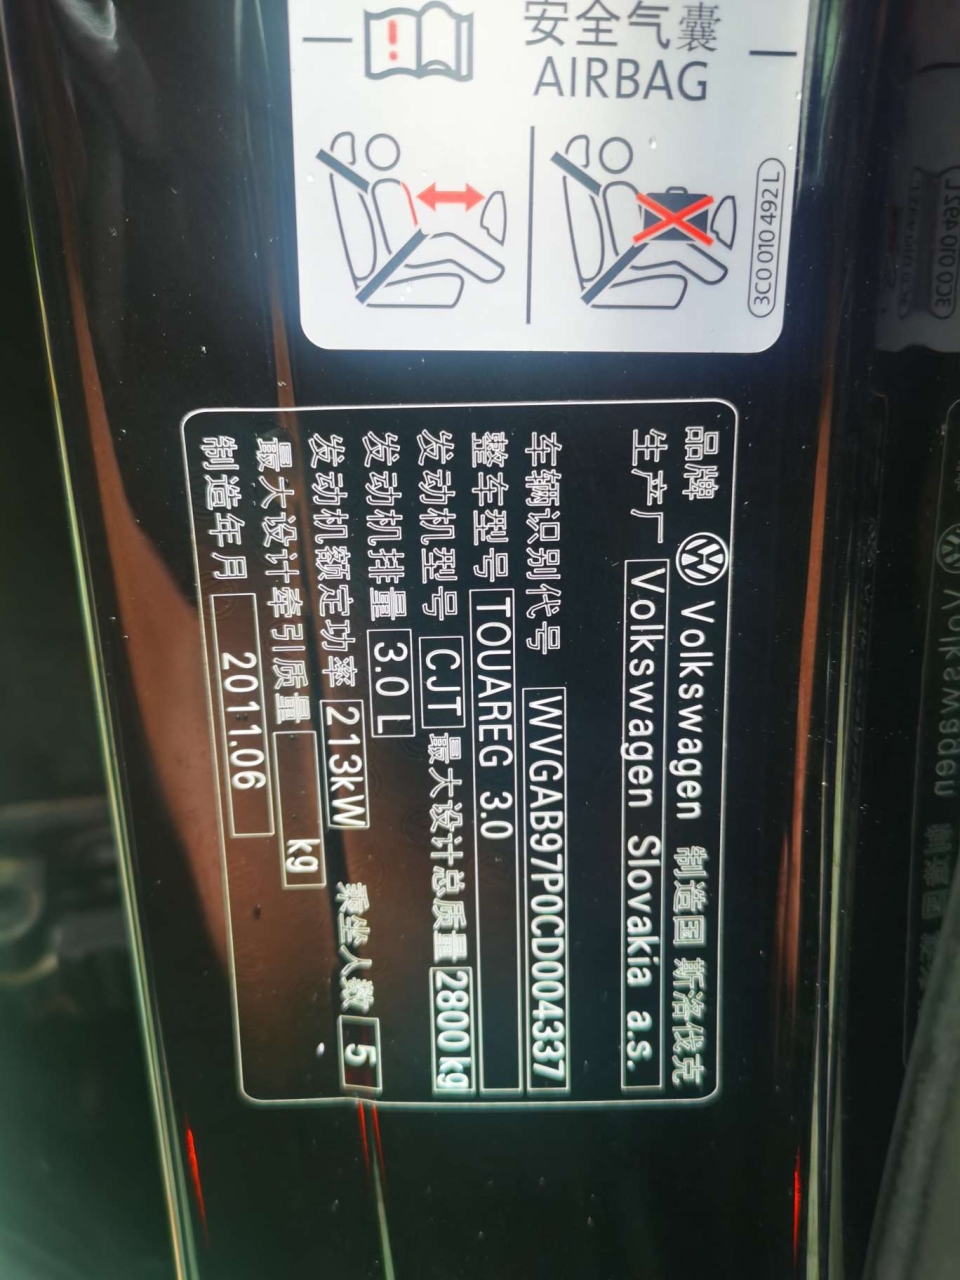 安全气囊
AIRBAG
3C0 010 492 L
品牌 Volkswagen 制造国 斯洛伐克
生产厂 Volkswagen Slovakia a.s.
车辆识别代号 WVGAB97P0CD004337
整车型号 TOUAREG 3.0
发动机型号 CJT 最大设计总质量 2800kg
发动机排量 3.0 L
发动机额定功率 213kW 乘坐人数 5
最大设计牵引质量 kg
制造年月 2011.06